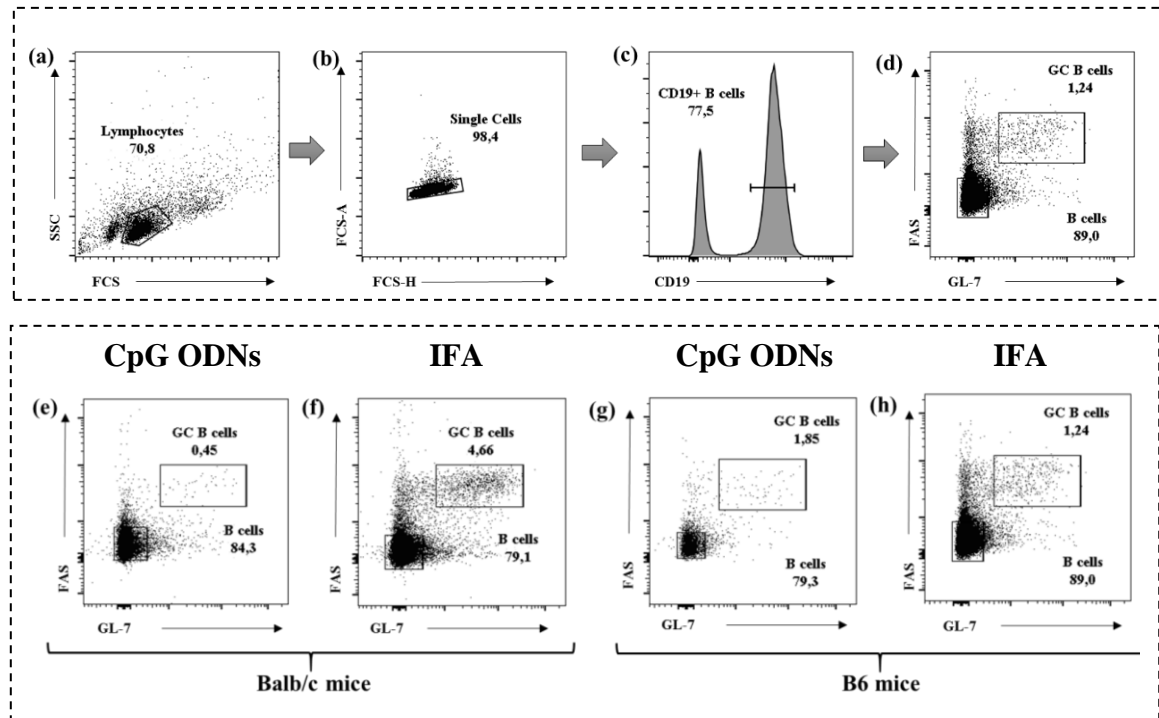 (a)
Lymphocytes
70,8
SSC
FCS
(b)
Single Cells
98,4
FCS-A
FCS-H
(c)
CD19+ B cells
77,5
CD19
(d)
GC B cells
1,24
B cells
89,0
FAS
GL-7
CpG ODNs
IFA
CpG ODNs
IFA
(e)
GC B cells
0,45
B cells
84,3
FAS
GL-7
(f)
GC B cells
4,66
B cells
79,1
FAS
GL-7
(g)
GC B cells
1,85
B cells
79,3
FAS
GL-7
(h)
GC B cells
1,24
B cells
89,0
FAS
GL-7
Balb/c mice
B6 mice